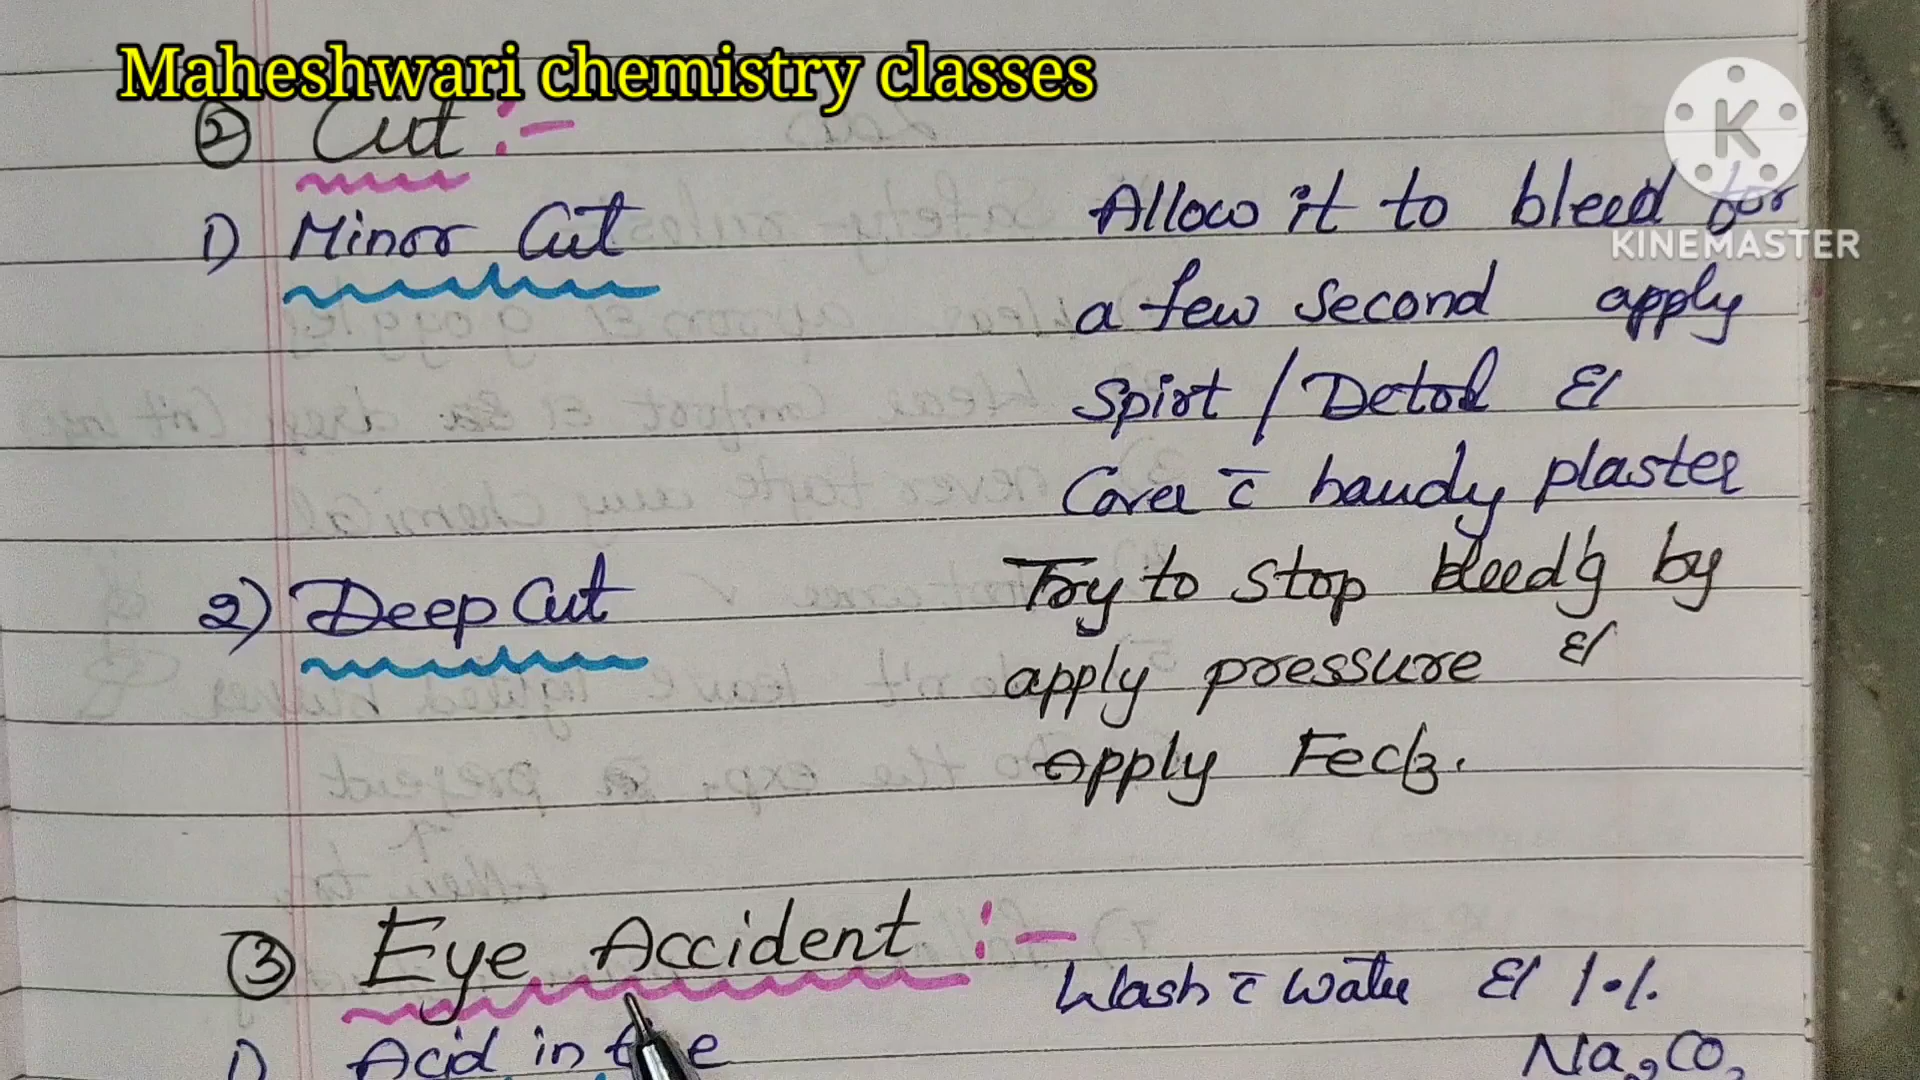 Maheshwari chemistry classes
K
KINEMASTER
② Cut :-
1) Minor Cut
Allow it to bleed for
a few second apply
Spirt / Detol &
Cover c̄ handy plaster
2) Deep Cut
Try to stop bleed'g by
apply pressure &
apply Fecl3.
③ Eye Accident :-
1) Acid in the
Wash c̄ water & 1%.
Na2CO3